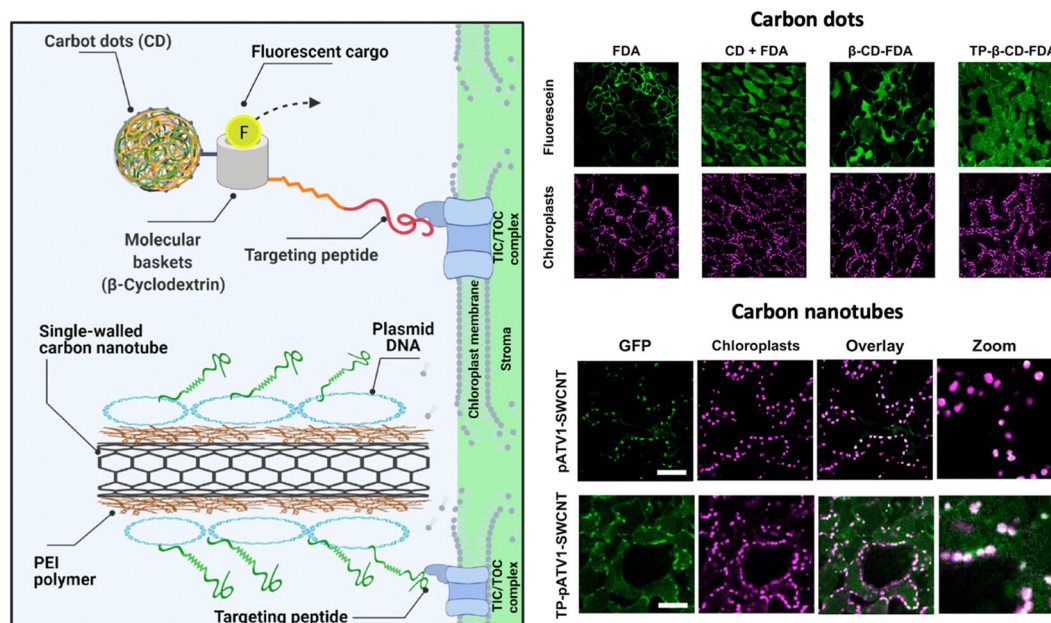 Carbot dots (CD)
Fluorescent cargo
F
Molecular
baskets
(β-Cyclodextrin)
Targeting peptide
TIC/TOC
complex
Single-walled
carbon nanotube
Plasmid
DNA
Chloroplast membrane
Stroma
PEI
polymer
Targeting peptide
TIC/TOC
complex
Carbon dots
FDA
CD + FDA
β-CD-FDA
TP-β-CD-FDA
Fluorescein
Chloroplasts
Carbon nanotubes
GFP
Chloroplasts
Overlay
Zoom
pATV1-SWCNT
TP-pATV1-SWCNT